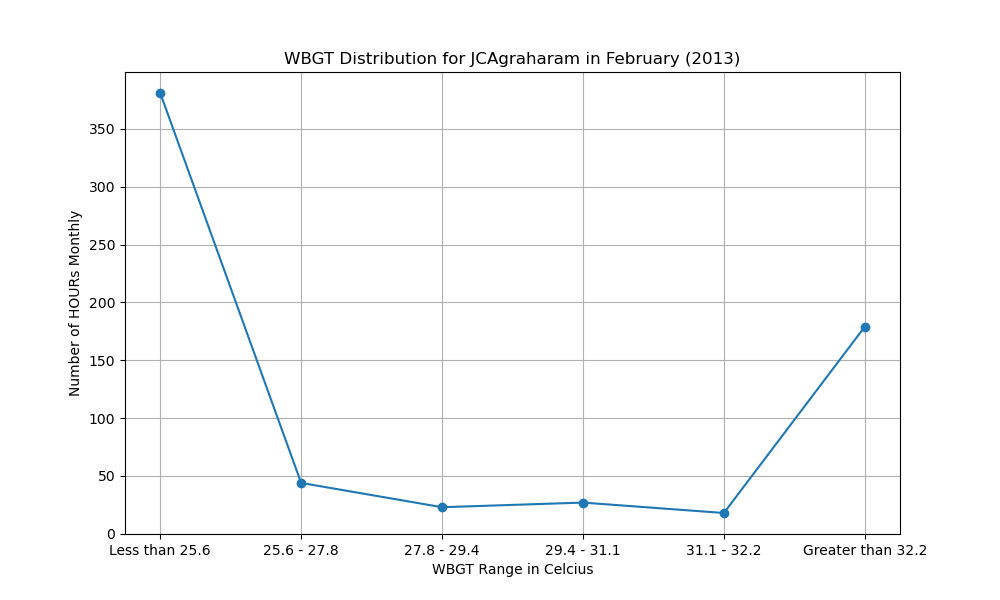 WBGT Distribution for JCAgraharam in February (2013)
Number of HOURs Monthly
350
300
250
200
150
100
50
0
Less than 25.6 25.6 - 27.8 27.8 - 29.4 29.4 - 31.1 31.1 - 32.2 Greater than 32.2
WBGT Range in Celcius